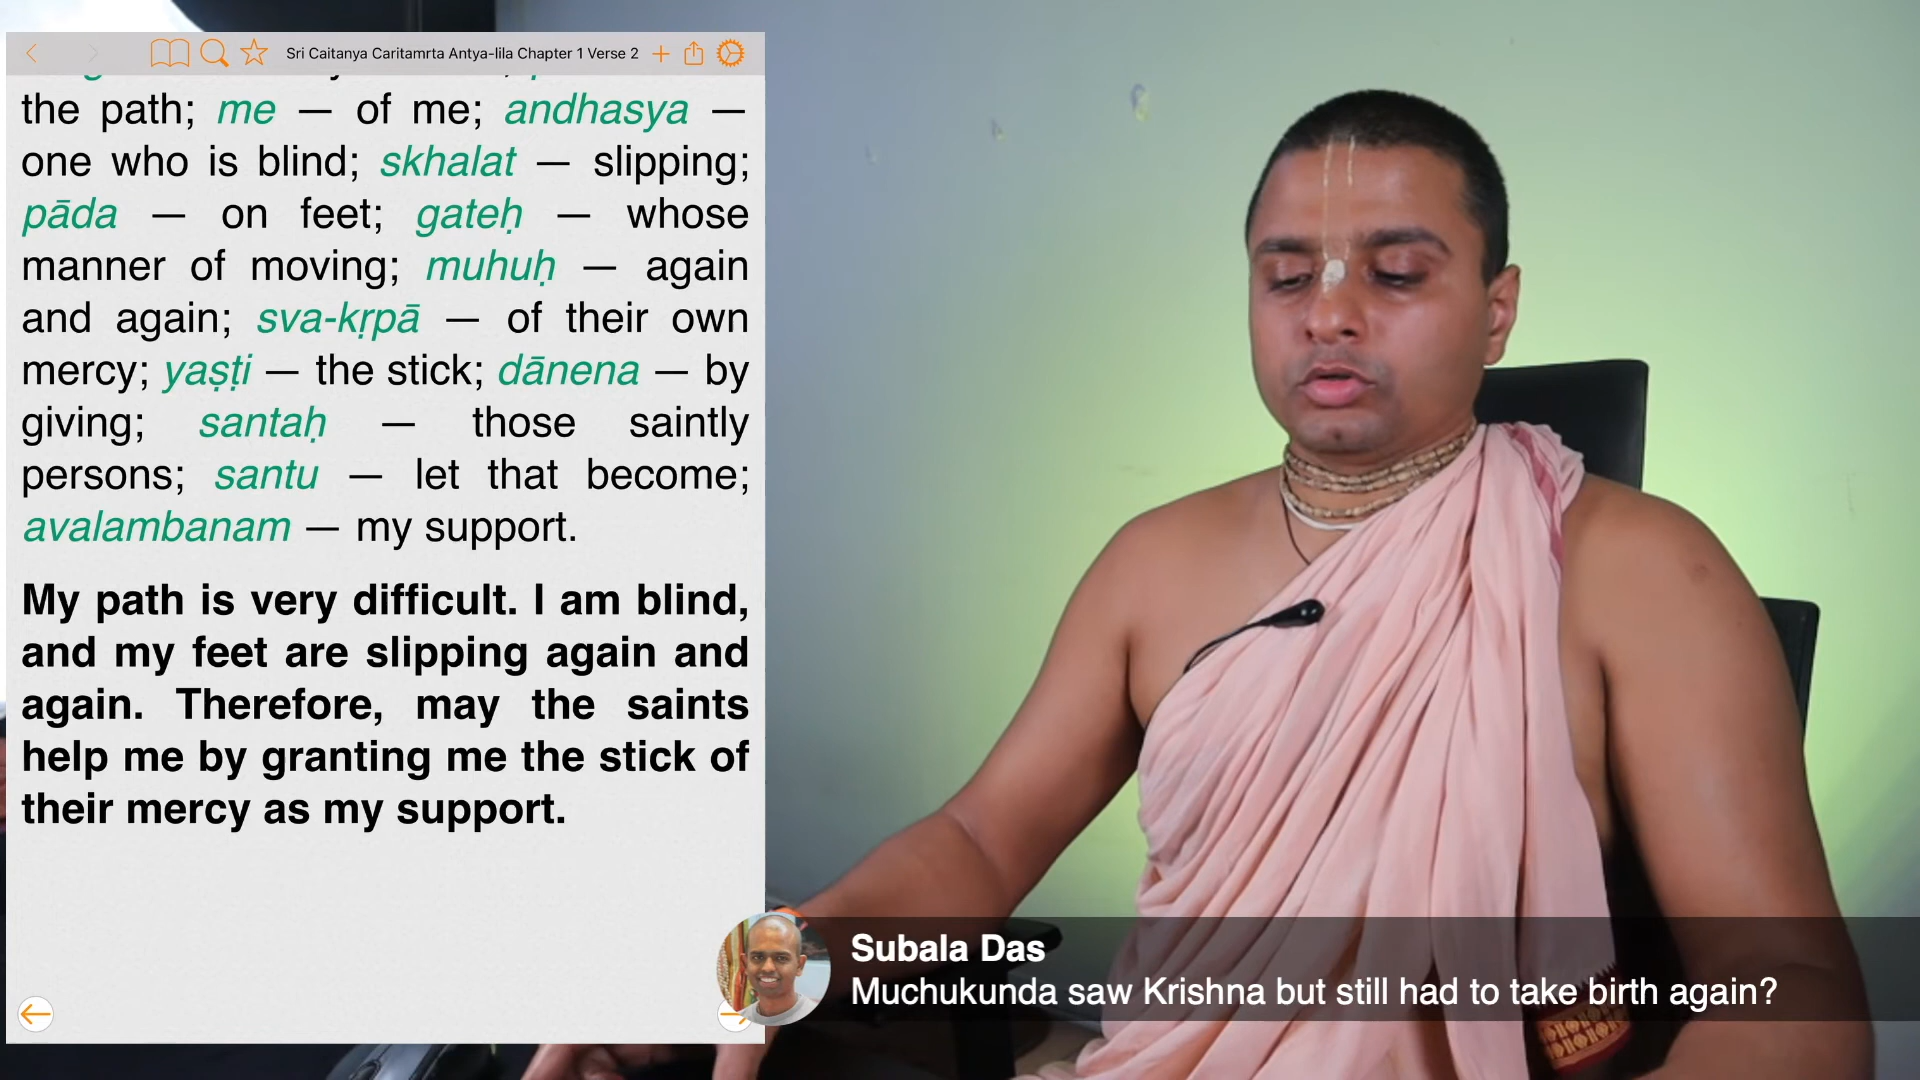 Sri Caitanya Caritamrta Antya-lila Chapter 1 Verse 2
the path; me — of me; andhasya —
one who is blind; skhalat — slipping;
pāda — on feet; gateḥ — whose
manner of moving; muhuḥ — again
and again; sva-kṛpā — of their own
mercy; yaṣṭi — the stick; dānena — by
giving; santaḥ — those saintly
persons; santu — let that become;
avalambanam — my support.
My path is very difficult. I am blind,
and my feet are slipping again and
again. Therefore, may the saints
help me by granting me the stick of
their mercy as my support.
Subala Das
Muchukunda saw Krishna but still had to take birth again?